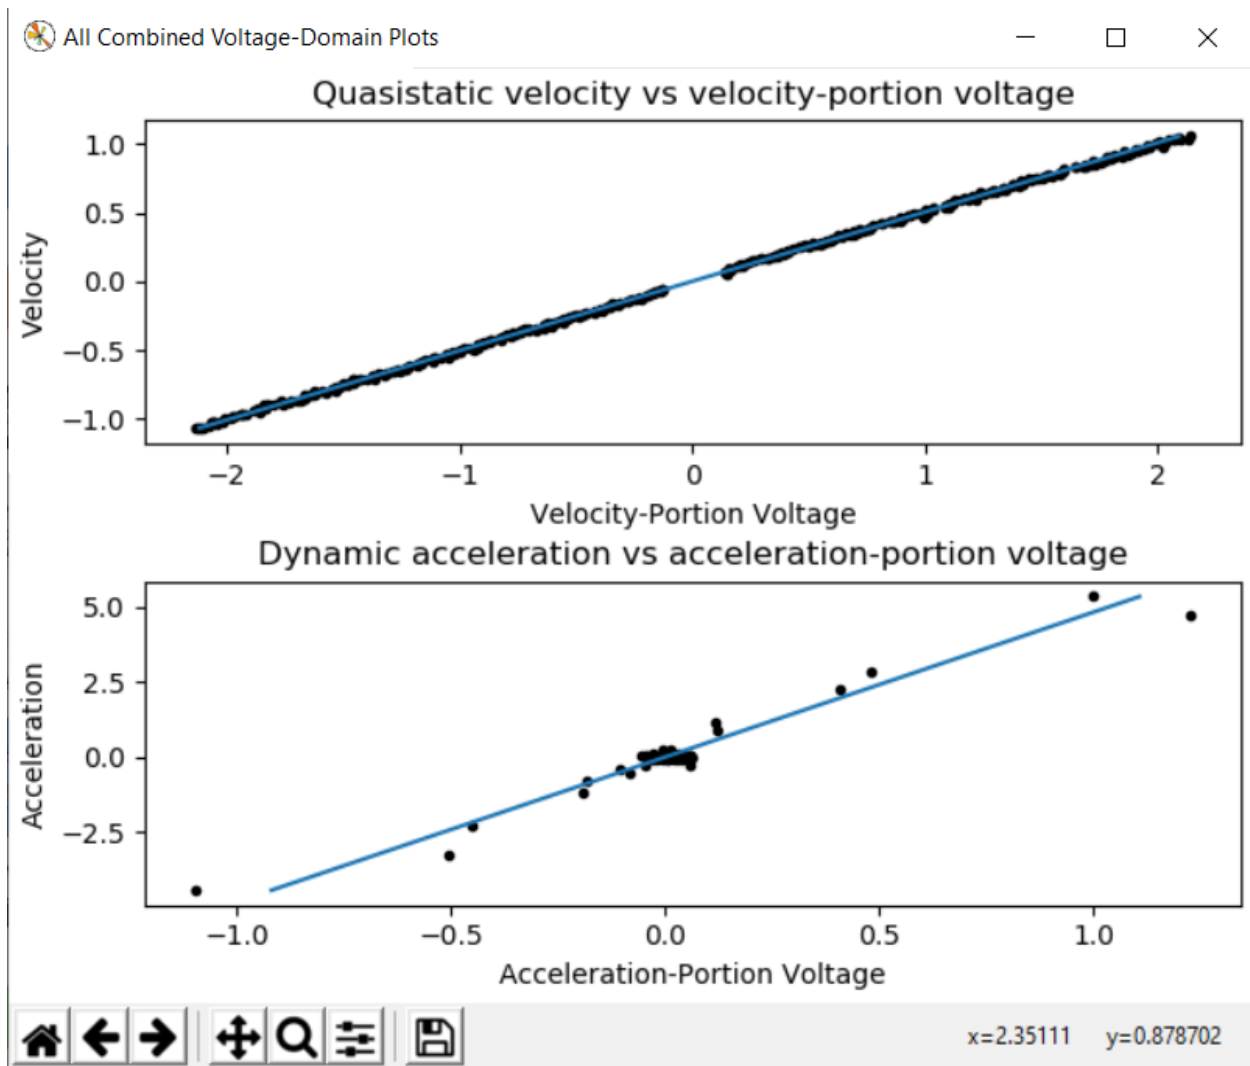 All Combined Voltage-Domain Plots
Quasistatic velocity vs velocity-portion voltage
Velocity
1.0
0.5
0.0
−0.5
−1.0
−2 −1 0 1 2
Velocity-Portion Voltage
Dynamic acceleration vs acceleration-portion voltage
Acceleration
5.0
2.5
0.0
−2.5
−1.0 −0.5 0.0 0.5 1.0
Acceleration-Portion Voltage
x=2.35111 y=0.878702